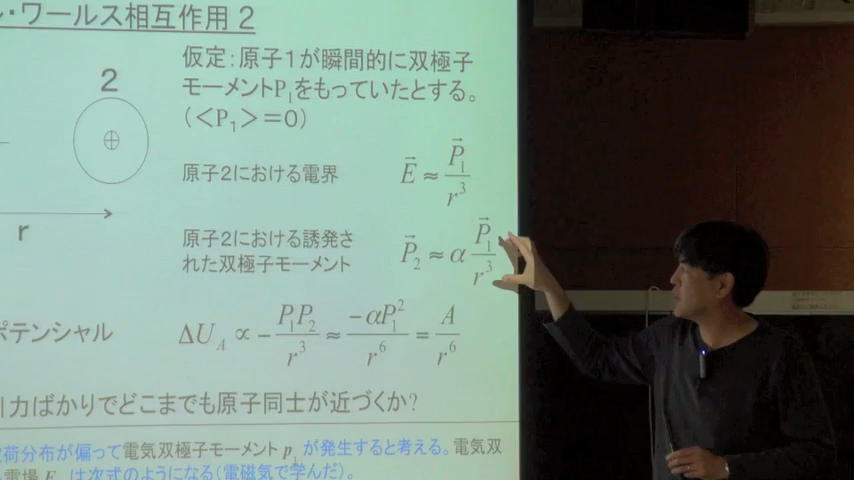 ル・ワールス相互作用2
仮定:原子1が瞬間的に双極子
モーメントP₁をもっていたとする。
(<P₁>=0)
2
⊕
原子2における電界
E⃗ ≈ P⃗₁/r³
r
原子2における誘発さ
れた双極子モーメント
P⃗₂ ≈ α P⃗₁/r³
ポテンシャル
ΔU_A ∝ − P₁P₂/r³ ≈ −αP₁²/r⁶ = A/r⁶
引力ばかりでどこまでも原子同士が近づくか?
荷分布が偏って電気双極子モーメント p₁ が発生すると考える。電気双
電場 E は次式のようになる(電磁気で学んだ)。